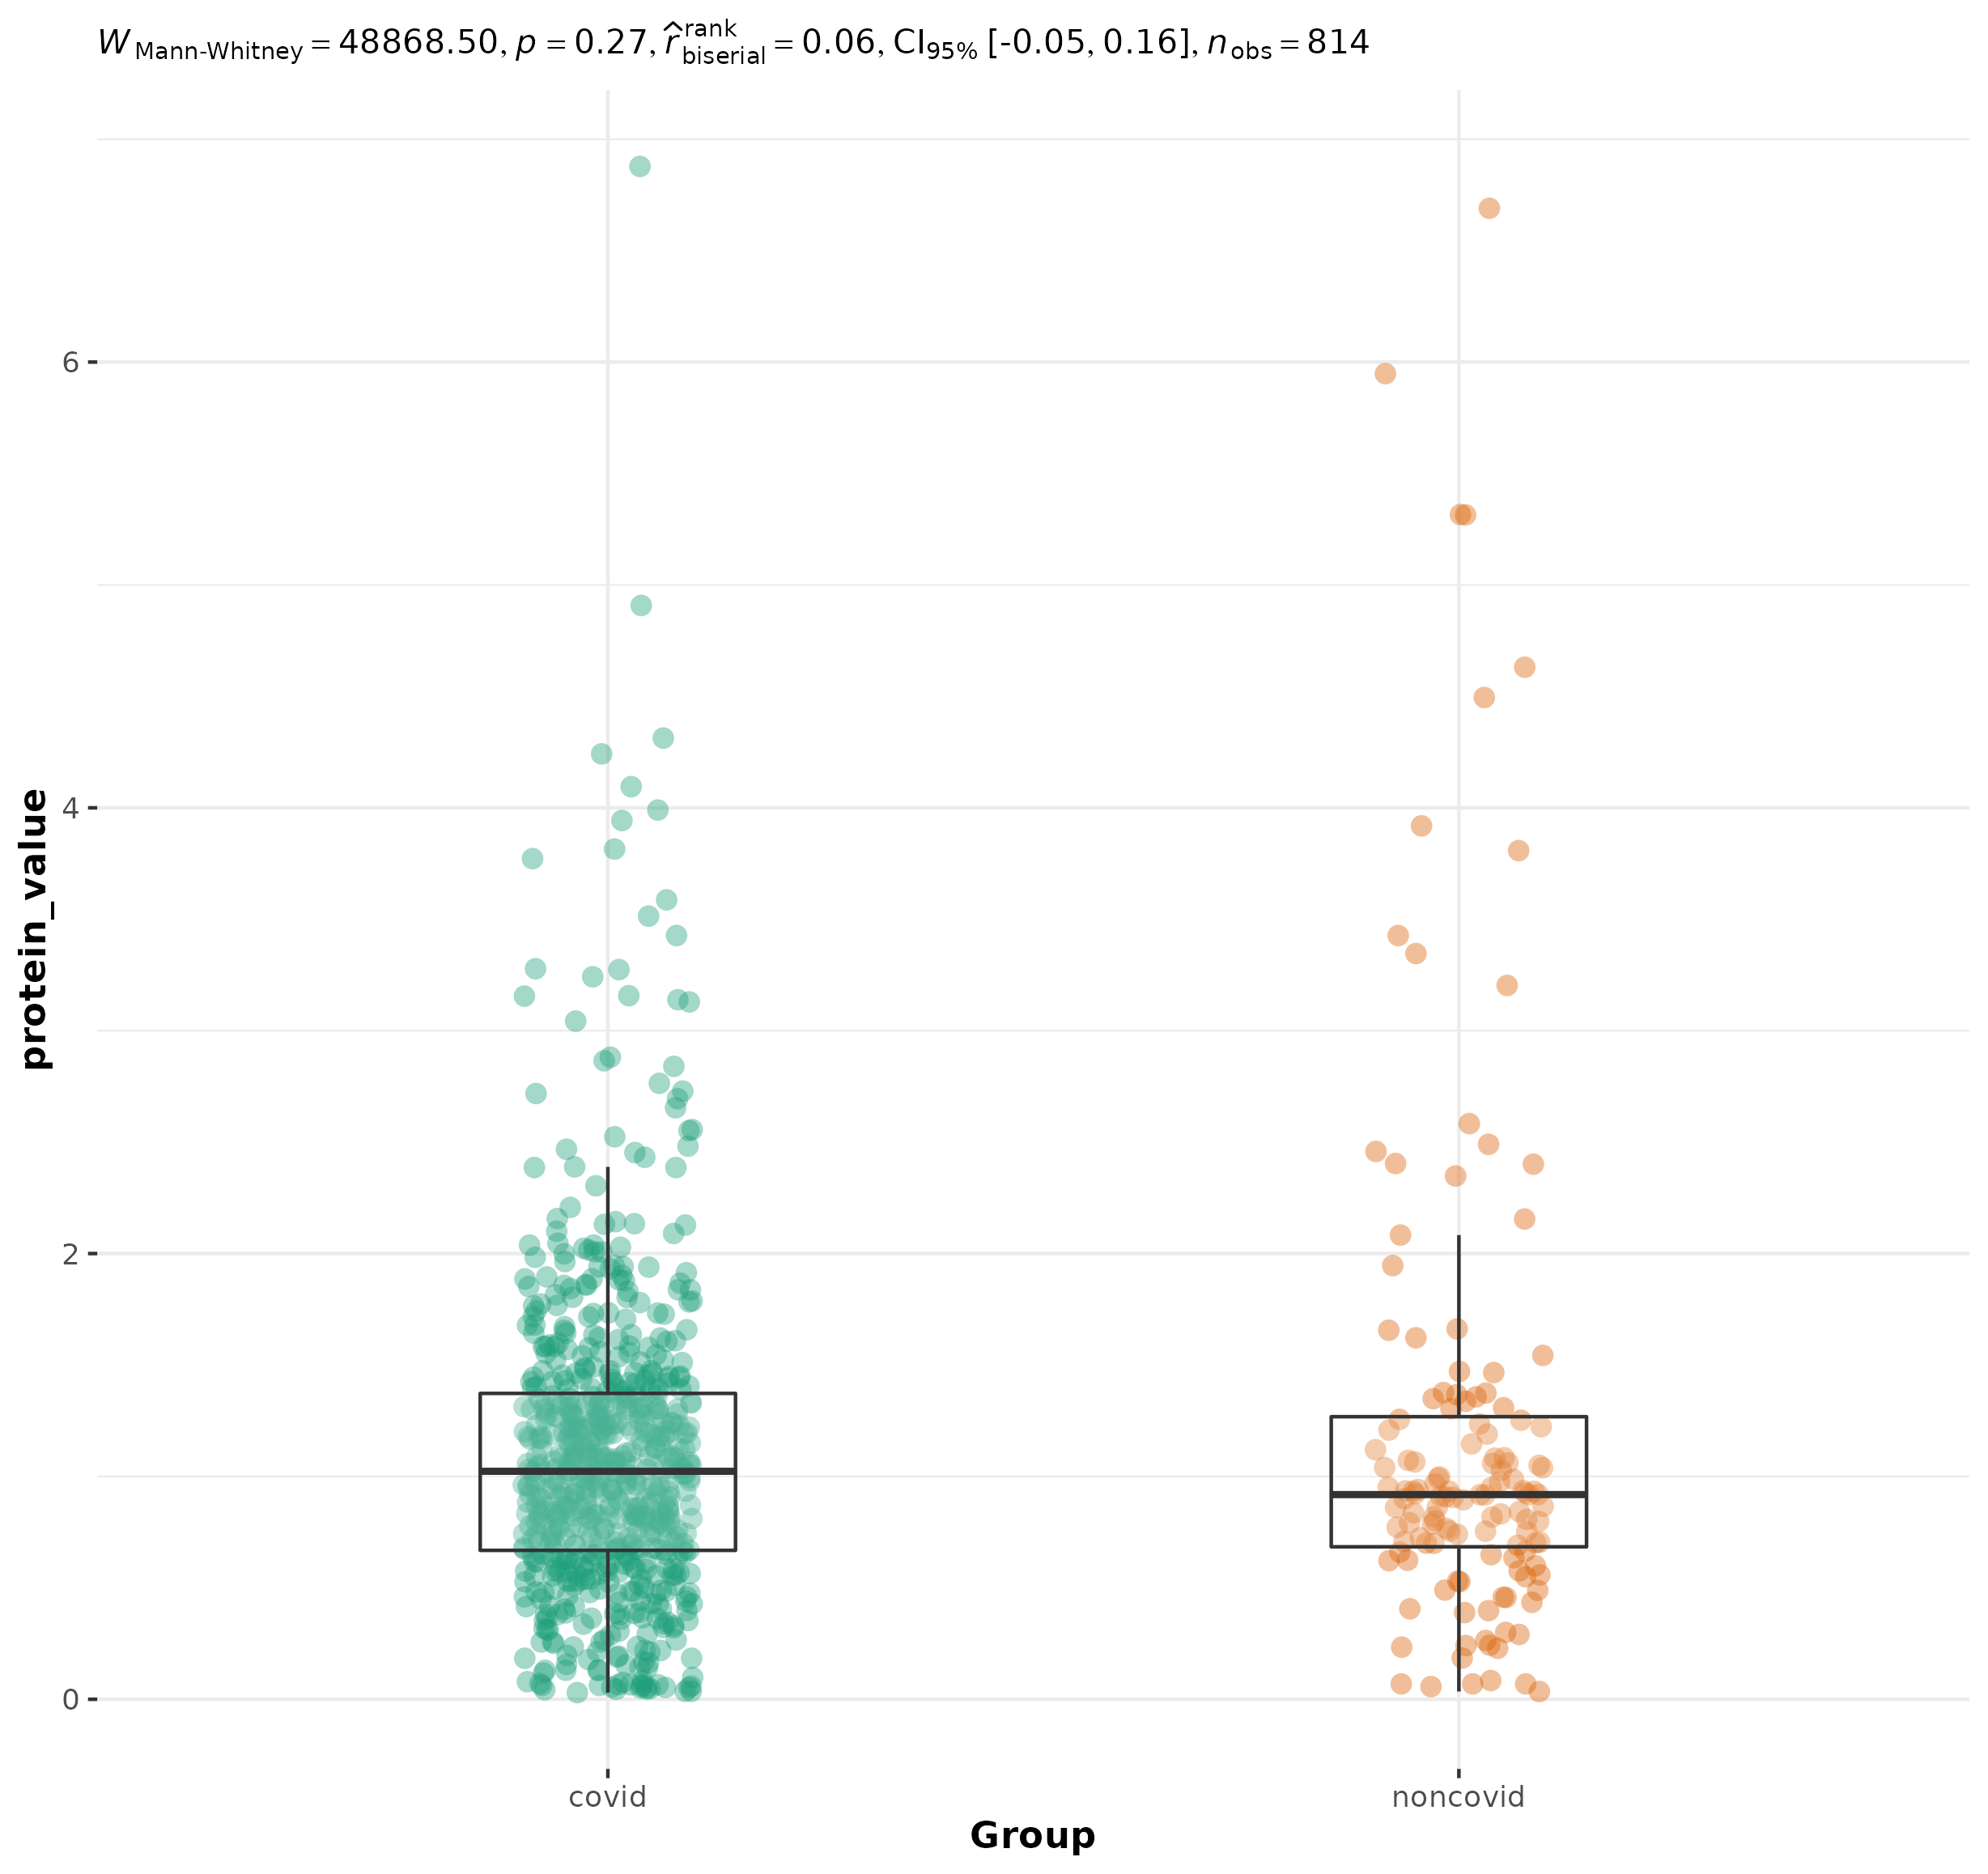 W Mann-Whitney = 48868.50, p = 0.27, r̂ rank biserial = 0.06, CI95% [-0.05, 0.16], n obs = 814
protein_value
6
4
2
0
covid noncovid
Group